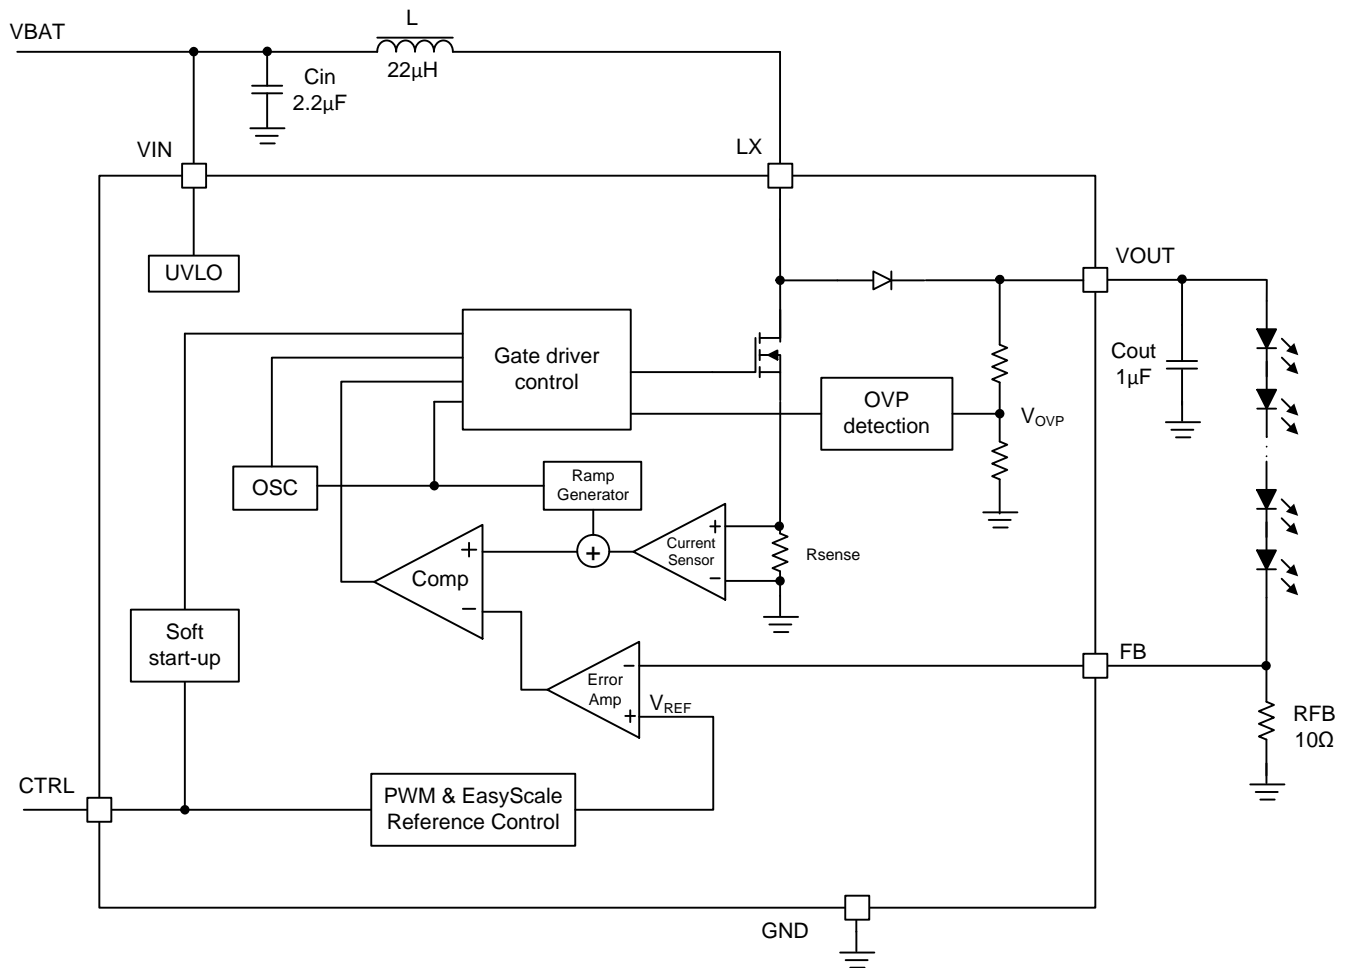 L
VBAT
22µH
Cin
2.2µF
VIN
LX
UVLO
VOUT
Gate driver
control
Cout
1µF
OVP
detection
VOVP
OSC
Ramp
Generator
+
+
Current
Sensor
−
Rsense
+
Comp
−
Soft
start-up
−
Error
Amp
+
VREF
FB
RFB
10Ω
CTRL
PWM & EasyScale
Reference Control
GND